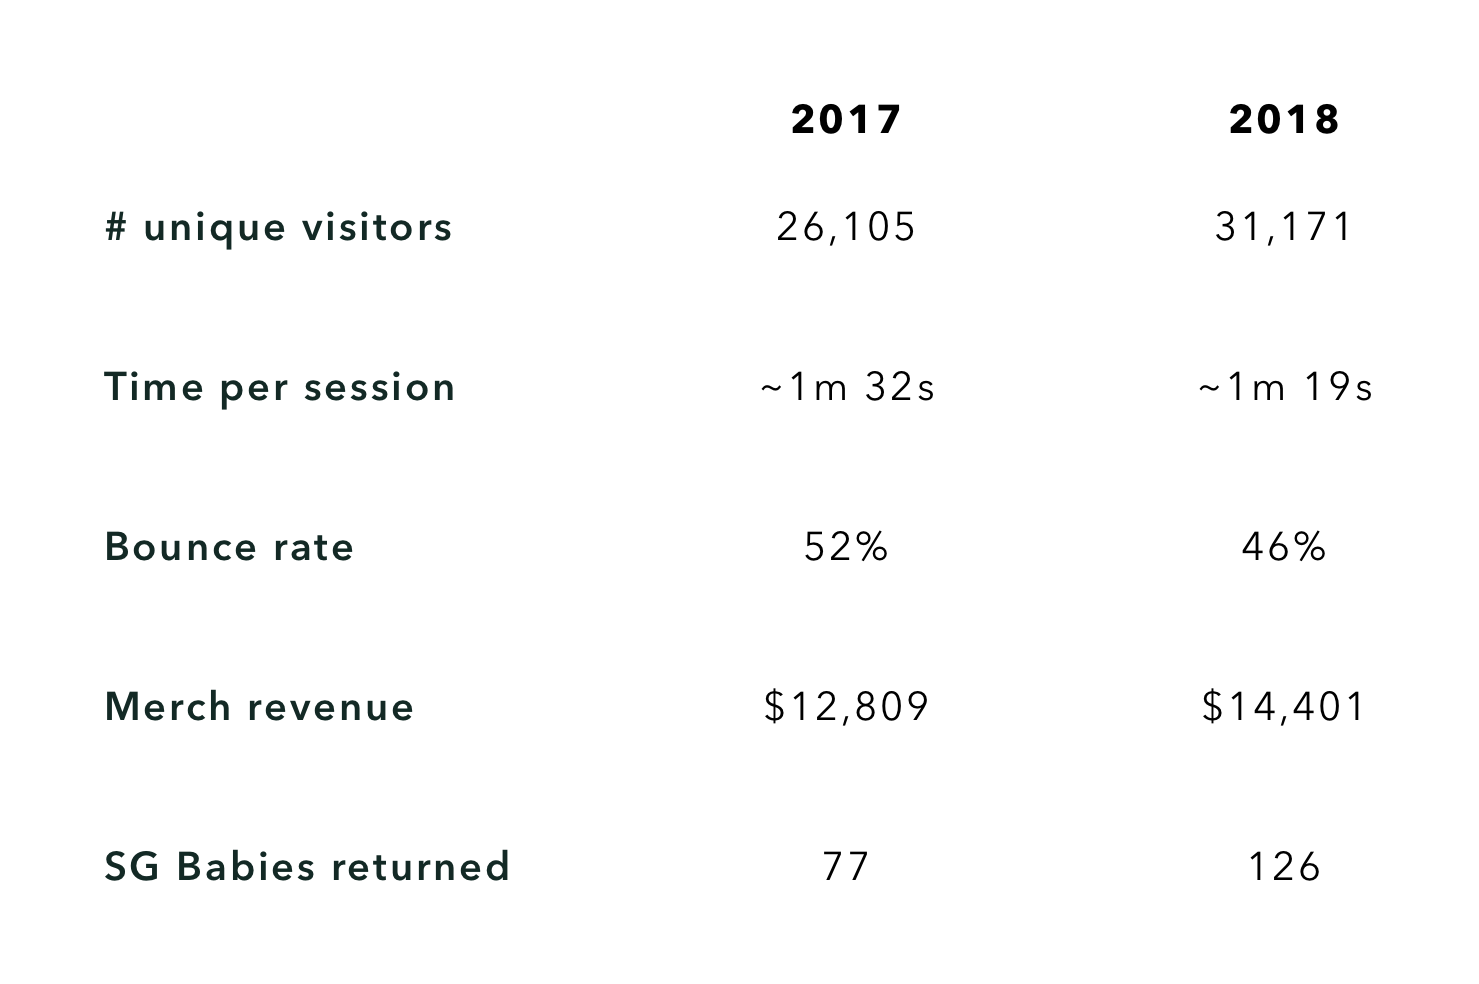 2017 2018
# unique visitors 26,105 31,171
Time per session ~1m 32s ~1m 19s
Bounce rate 52% 46%
Merch revenue $12,809 $14,401
SG Babies returned 77 126